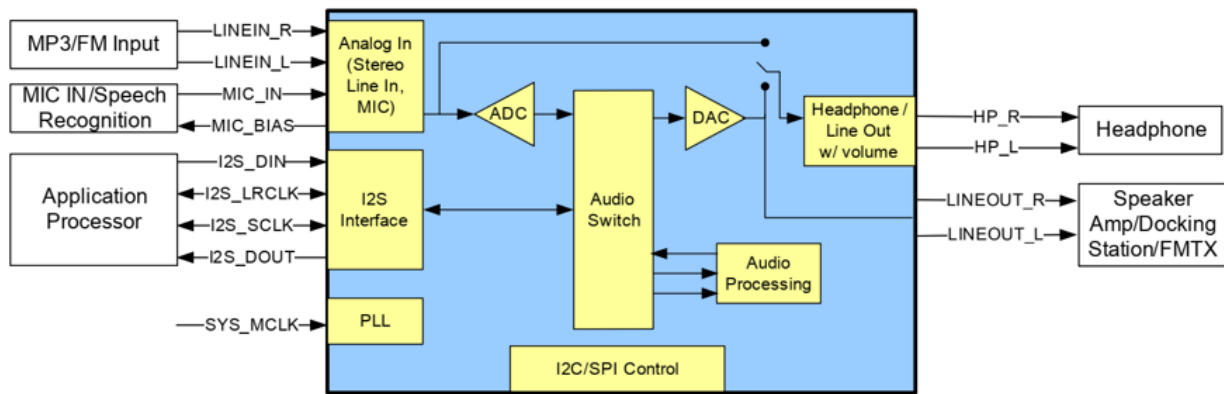 MP3/FM Input
LINEIN_R
LINEIN_L
MIC IN/Speech
Recognition
MIC_IN
MIC_BIAS
Application
Processor
I2S_DIN
I2S_LRCLK
I2S_SCLK
I2S_DOUT
SYS_MCLK
Analog In
(Stereo
Line In,
MIC)
I2S
Interface
PLL
ADC
Audio
Switch
DAC
Audio
Processing
I2C/SPI Control
Headphone /
Line Out
w/ volume
HP_R
HP_L
Headphone
LINEOUT_R
LINEOUT_L
Speaker
Amp/Docking
Station/FMTX